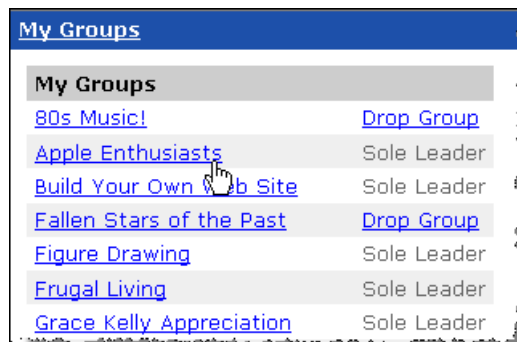 My Groups
My Groups
80s Music! Drop Group
Apple Enthusiasts Sole Leader
Build Your Own Web Site Sole Leader
Fallen Stars of the Past Drop Group
Figure Drawing Sole Leader
Frugal Living Sole Leader
Grace Kelly Appreciation Sole Leader